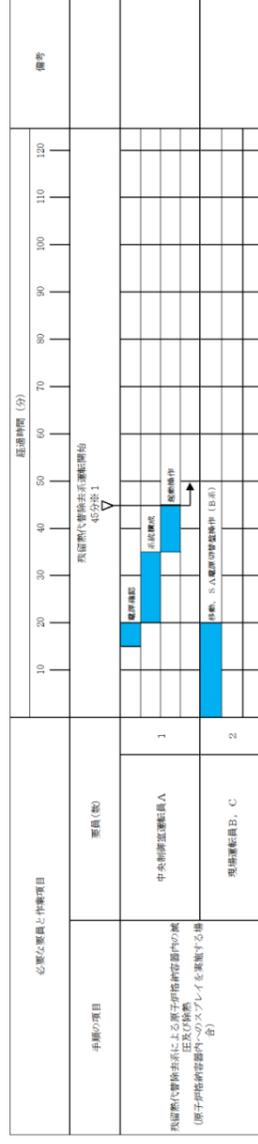 必要な要員と作業項目
経過時間（分）
備考
10 20 30 40 50 60 70 80 90 100 110 120
手順の項目
要員(数)
残留熱代替除去系運転開始
45分※1
残留熱代替除去系による原子炉格納容器内の減
圧及び除熱
(原子炉格納容器内へのスプレイを実施する場
合)
中央制御室運転員A
1
電源確認
系統構成
起動操作
現場運転員B，C
2
移動，SA電源切替盤操作（B系）